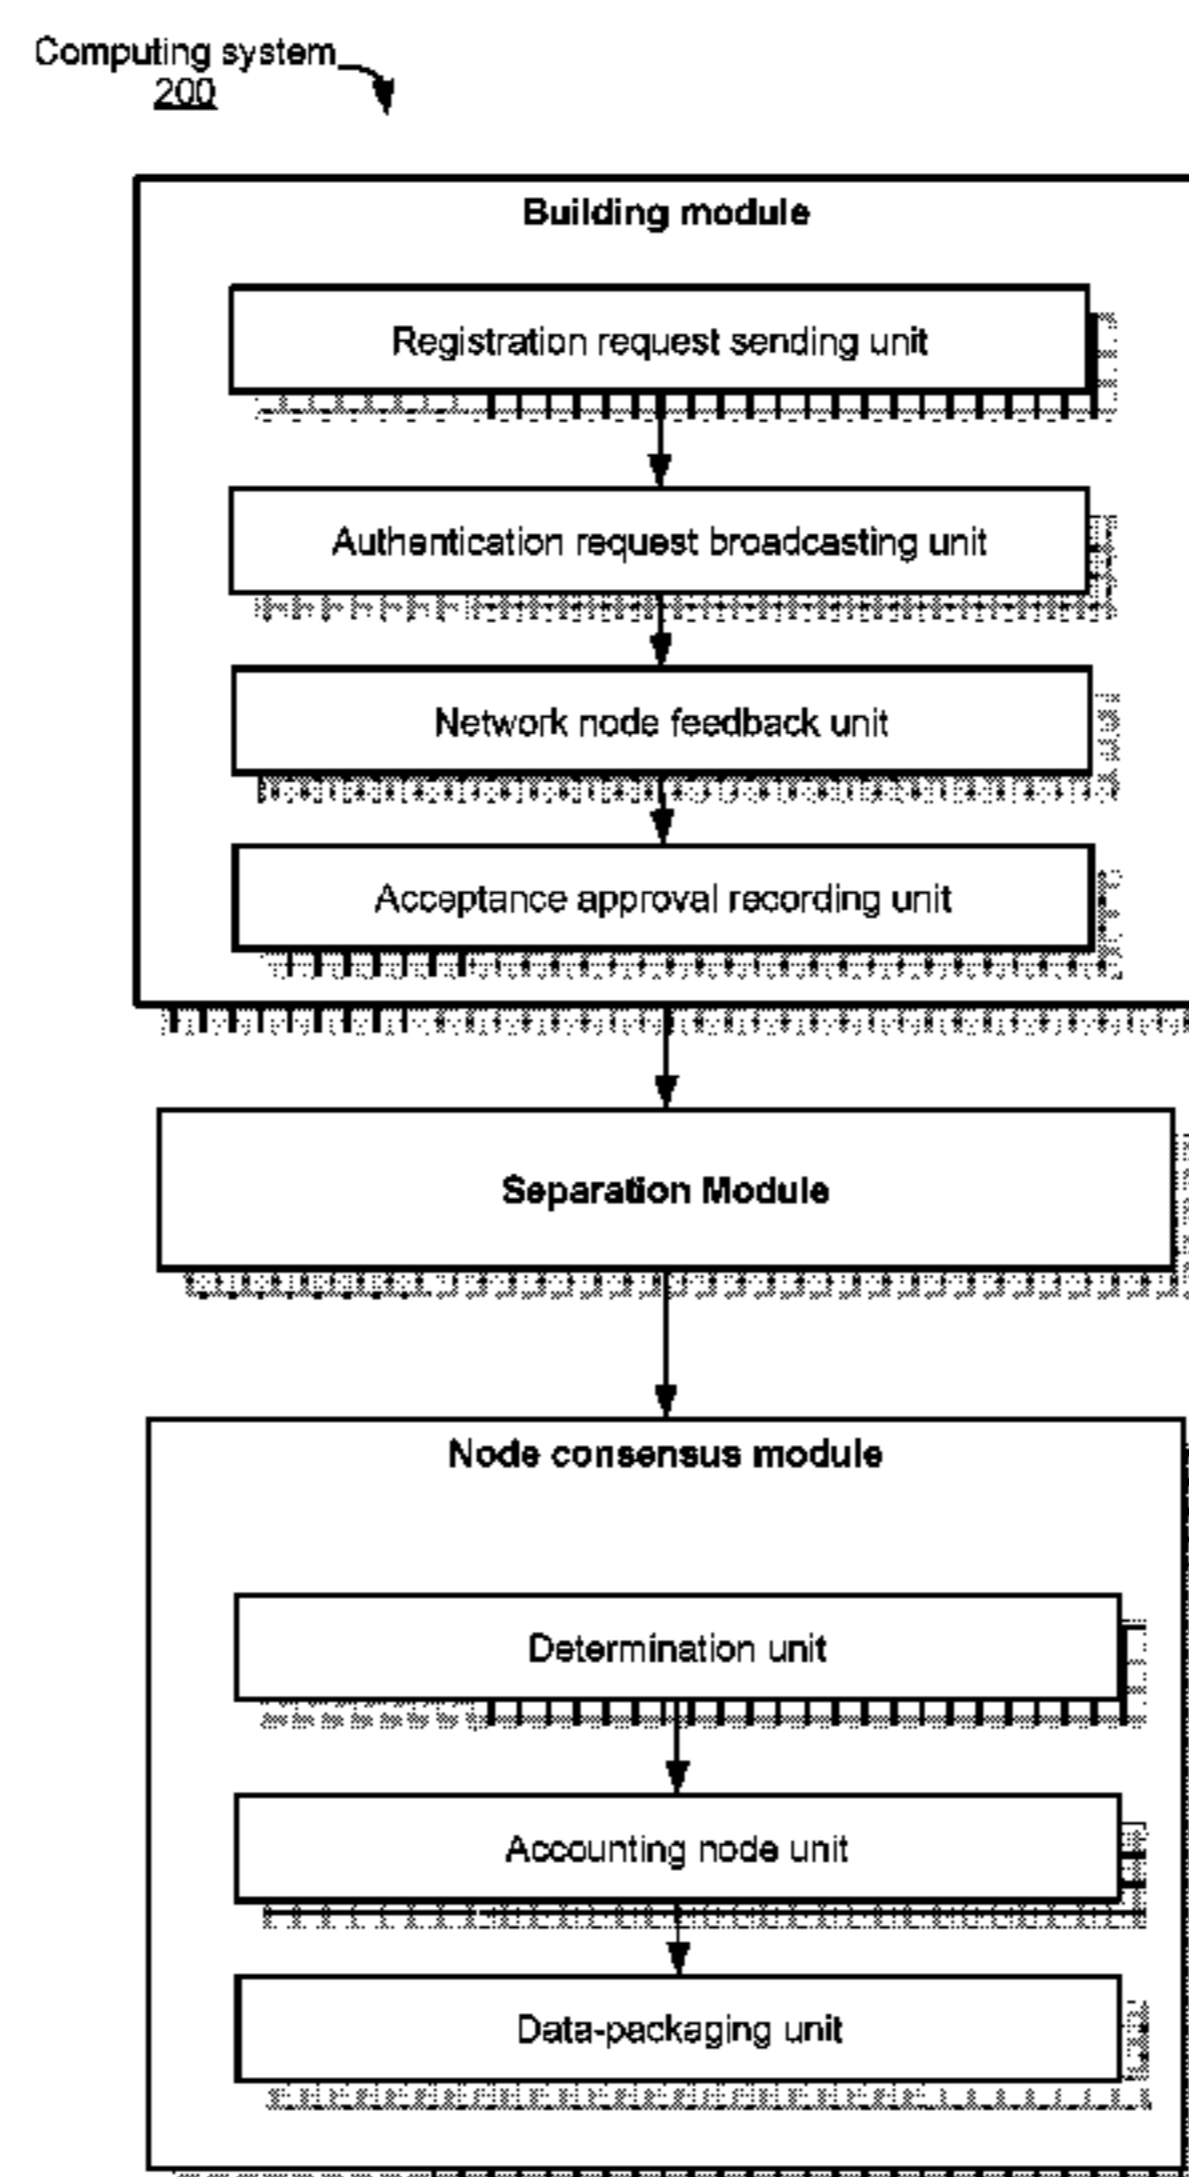 Computing system
200
Building module
Registration request sending unit
Authentication request broadcasting unit
Network node feedback unit
Acceptance approval recording unit
Separation Module
Node consensus module
Determination unit
Accounting node unit
Data-packaging unit